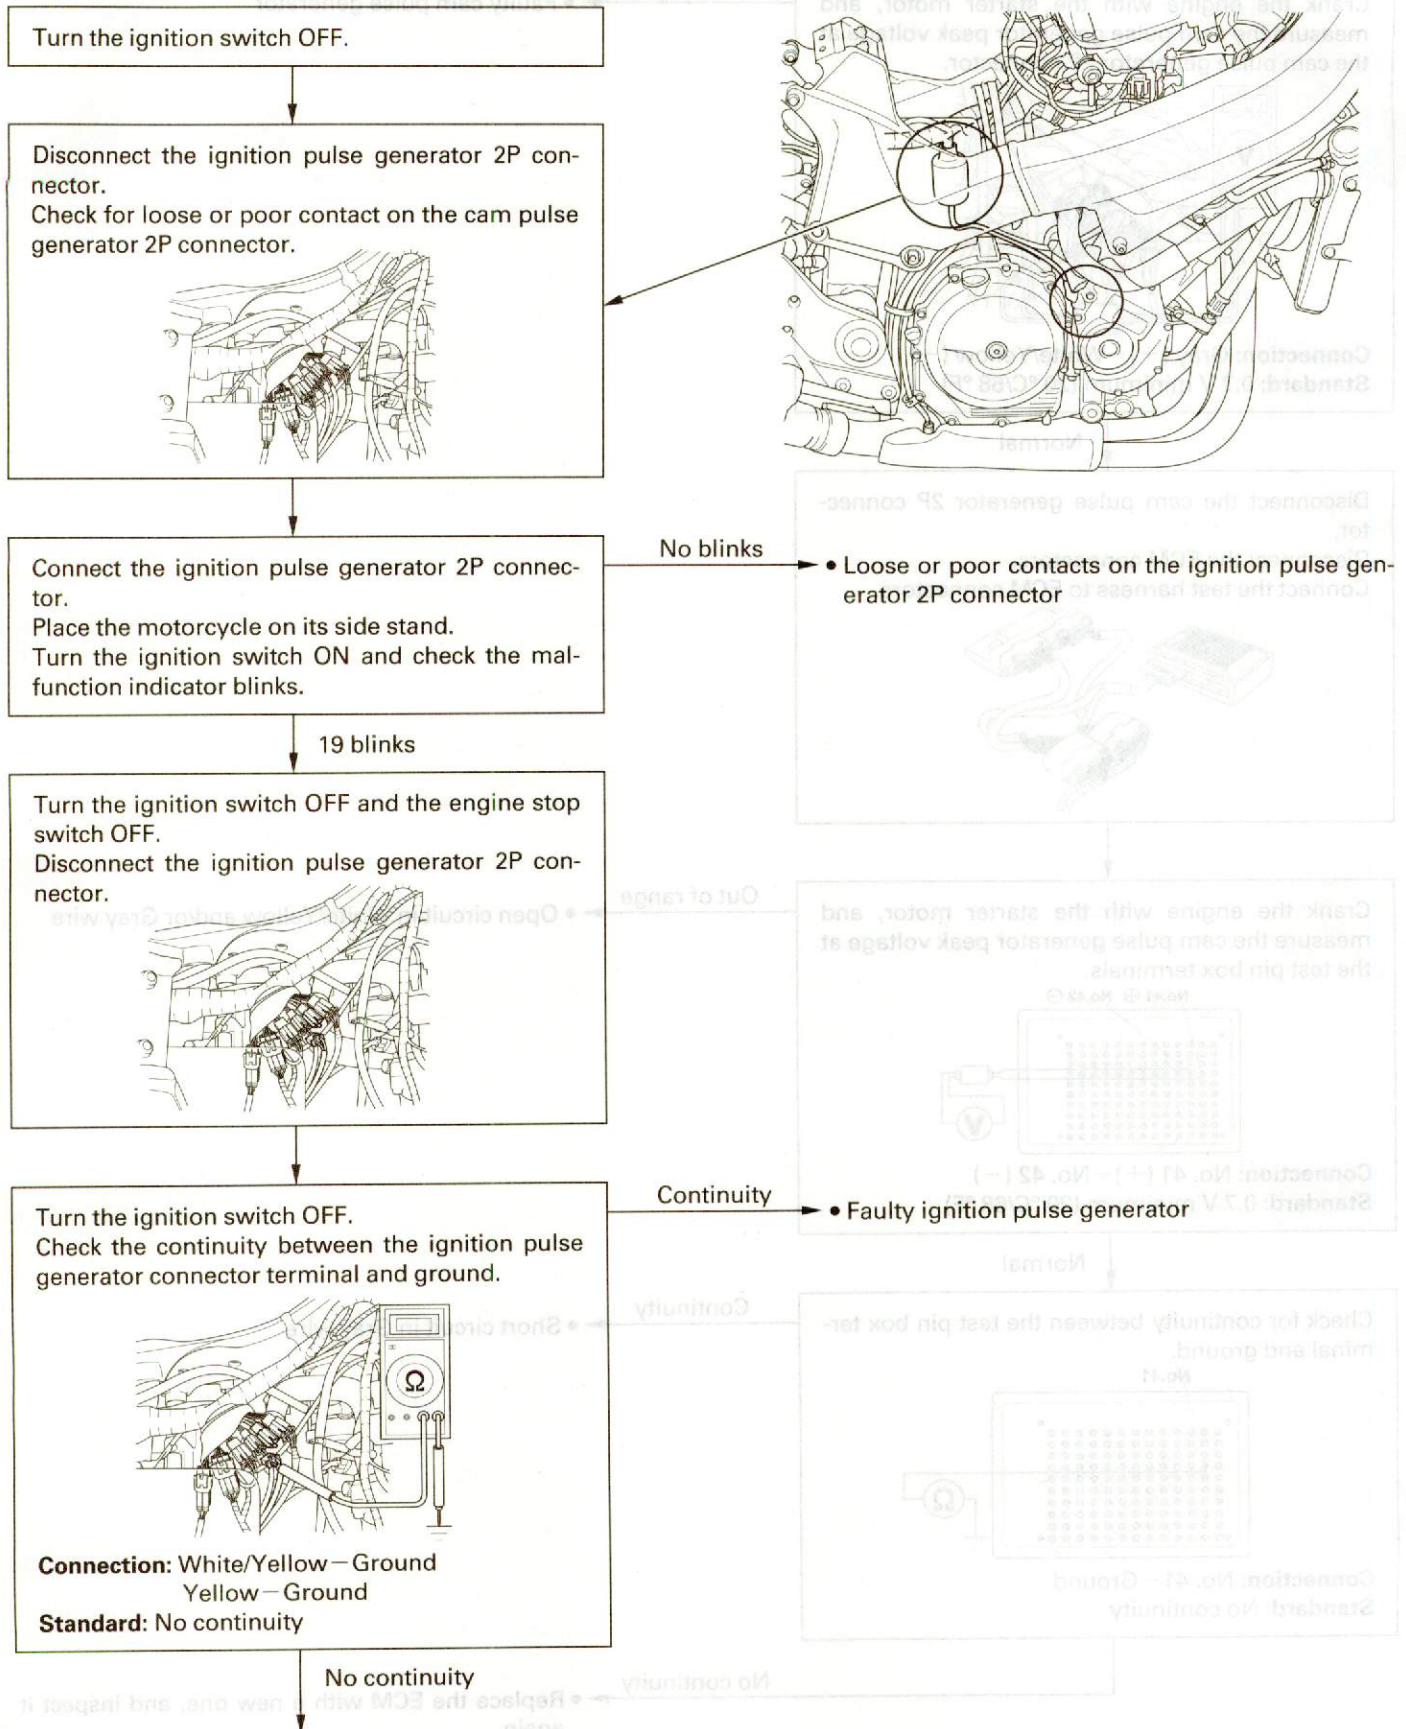 Turn the ignition switch OFF.
Disconnect the ignition pulse generator 2P con-
nector.
Check for loose or poor contact on the cam pulse
generator 2P connector.
Connect the ignition pulse generator 2P connec-
tor.
Place the motorcycle on its side stand.
Turn the ignition switch ON and check the mal-
function indicator blinks.
No blinks
• Loose or poor contacts on the ignition pulse gen-
erator 2P connector
19 blinks
Turn the ignition switch OFF and the engine stop
switch OFF.
Disconnect the ignition pulse generator 2P con-
nector.
Turn the ignition switch OFF.
Check the continuity between the ignition pulse
generator connector terminal and ground.
Continuity
• Faulty ignition pulse generator
Ω
Connection: White/Yellow－Ground
Yellow－Ground
Standard: No continuity
No continuity